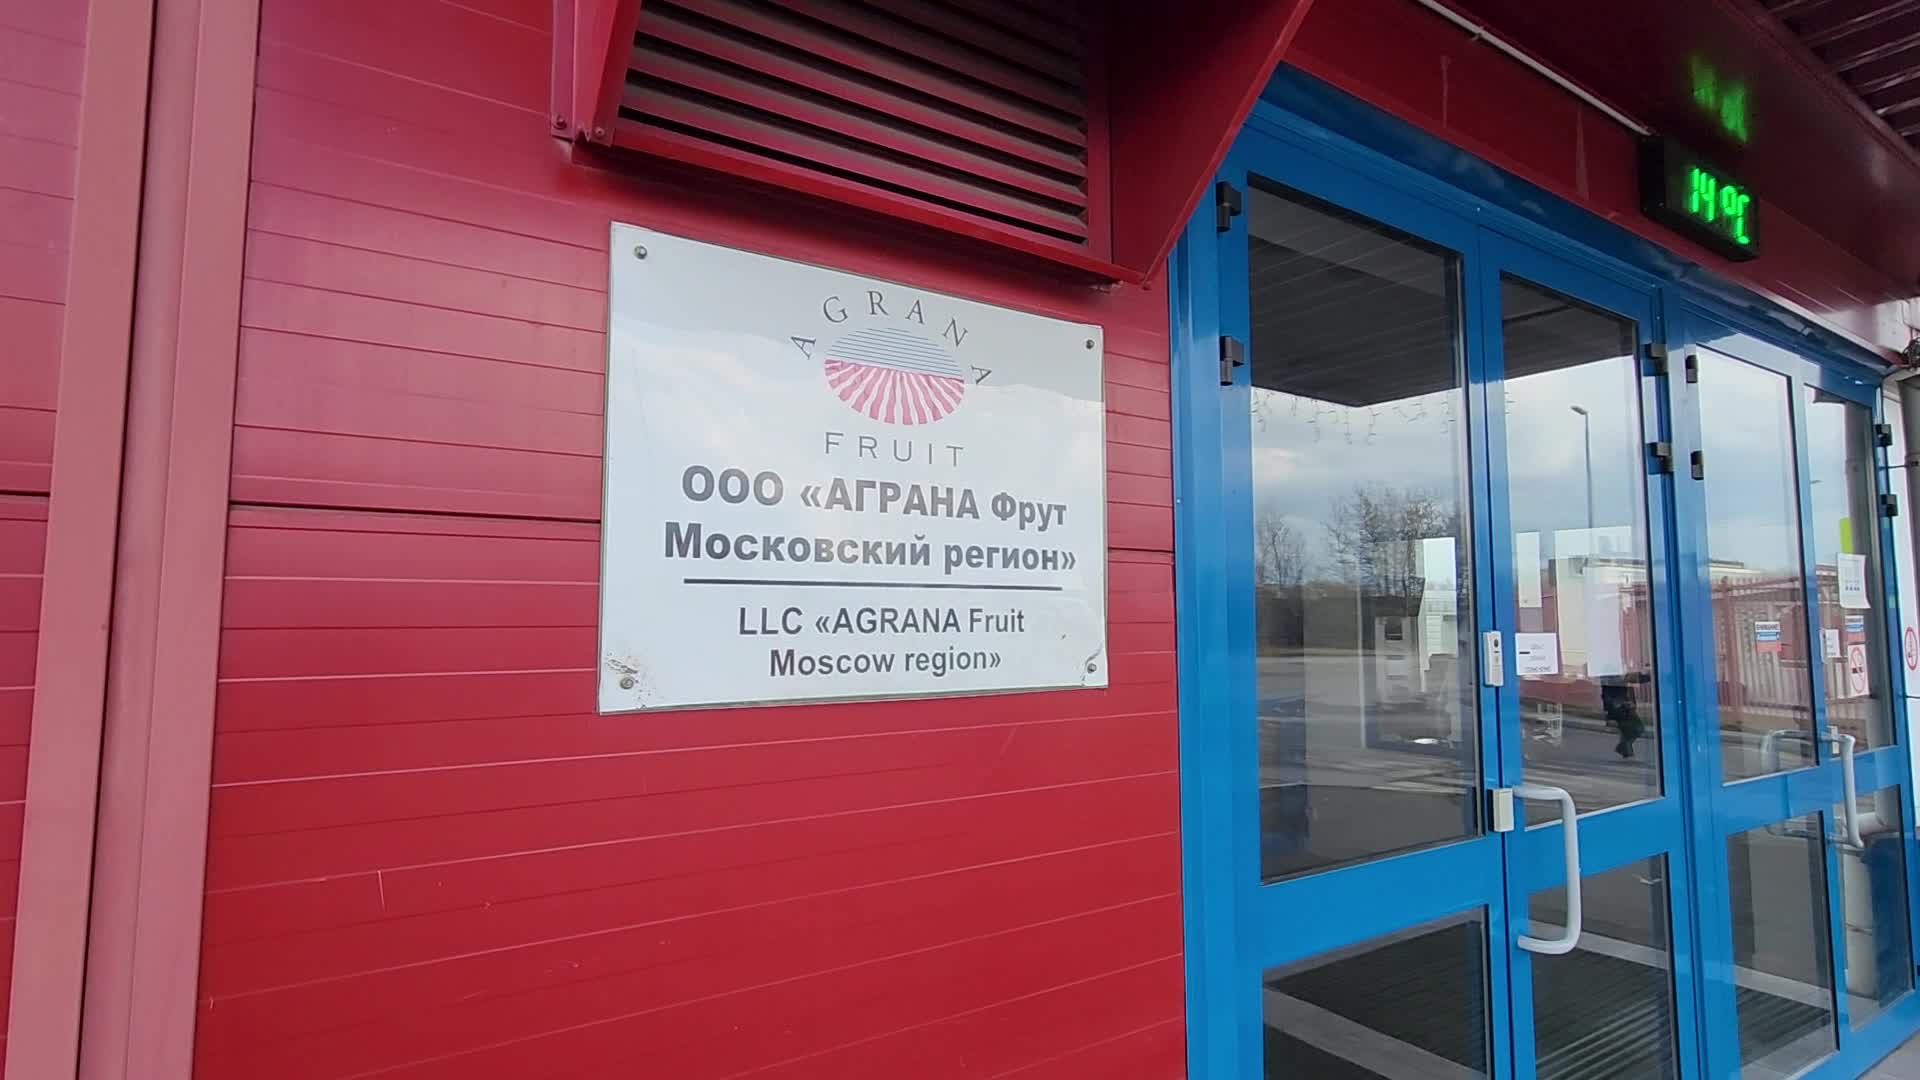 AGRANA
FRUIT
ООО «АГРАНА Фрут
Московский регион»
LLC «AGRANA Fruit
Moscow region»
14°C